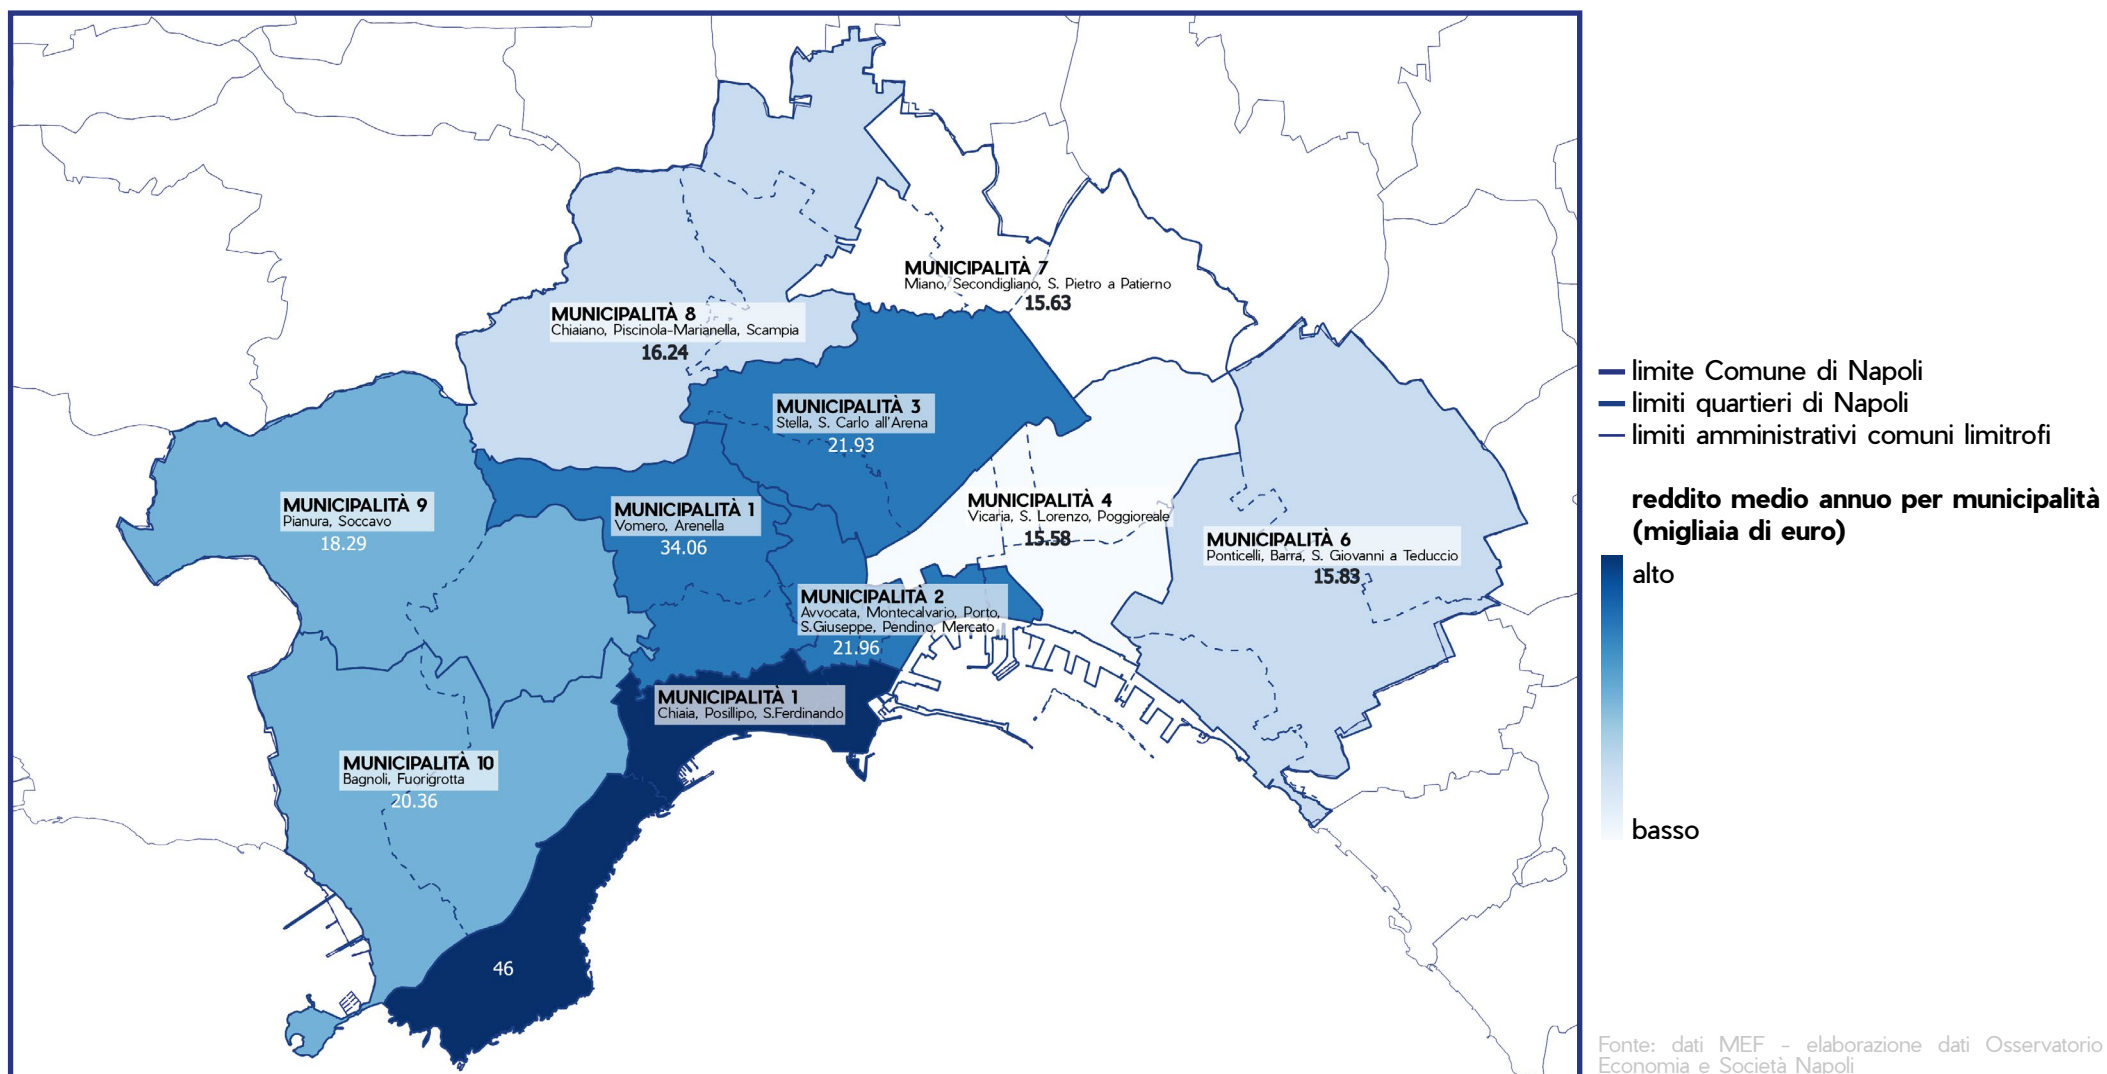 MUNICIPALITÀ 7
Miano, Secondigliano, S. Pietro a Patierno
15.63
MUNICIPALITÀ 8
Chiaiano, Piscinola-Marianella, Scampia
16.24
MUNICIPALITÀ 3
Stella, S. Carlo all'Arena
21.93
MUNICIPALITÀ 9
Pianura, Soccavo
18.29
MUNICIPALITÀ 1
Vomero, Arenella
34.06
MUNICIPALITÀ 4
Vicaria, S. Lorenzo, Poggioreale
15.58
MUNICIPALITÀ 6
Ponticelli, Barra, S. Giovanni a Teduccio
15.83
MUNICIPALITÀ 2
Avvocata, Montecalvario, Porto,
S.Giuseppe, Pendino, Mercato
21.96
MUNICIPALITÀ 1
Chiaia, Posillipo, S.Ferdinando
MUNICIPALITÀ 10
Bagnoli, Fuorigrotta
20.36
46
limite Comune di Napoli
limiti quartieri di Napoli
limiti amministrativi comuni limitrofi
reddito medio annuo per municipalità
(migliaia di euro)
alto
basso
Fonte: dati MEF - elaborazione dati Osservatorio
Economia e Società Napoli